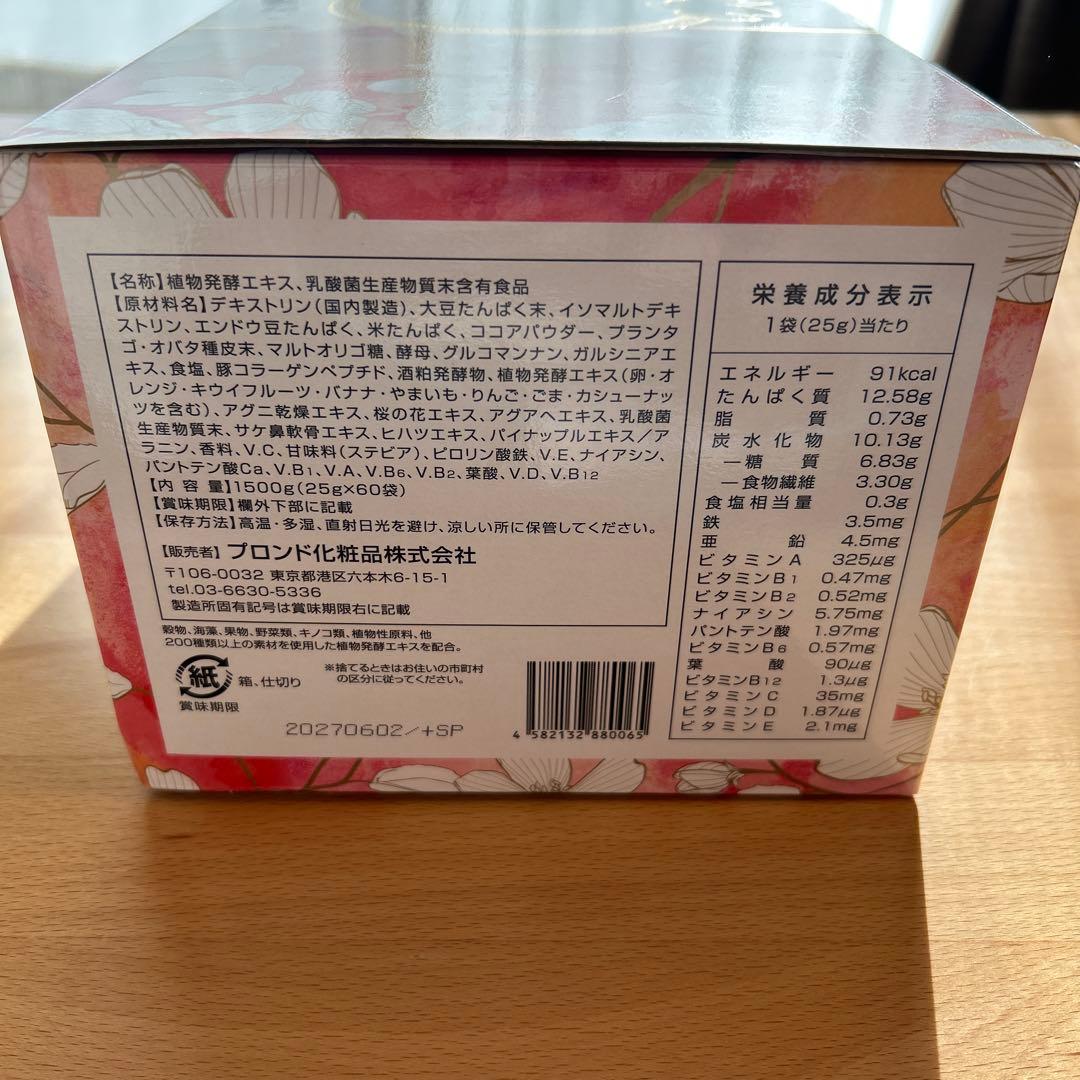 【名称】植物発酵エキス、乳酸菌生産物質末含有食品
【原材料名】デキストリン(国内製造)、大豆たんぱく末、イソマルトデキ
ストリン、エンドウ豆たんぱく、米たんぱく、ココアパウダー、プランタ
ゴ・オバタ種皮末、マルトオリゴ糖、酵母、グルコマンナン、ガルシニアエ
キス、食塩、豚コラーゲンペプチド、酒粕発酵物、植物発酵エキス(卵・オ
レンジ・キウイフルーツ・バナナ・やまいも・りんご・ごま・カシューナッ
ツを含む)、アグニ乾燥エキス、桜の花エキス、アグアヘエキス、乳酸菌
生産物質末、サケ鼻軟骨エキス、ヒハツエキス、パイナップルエキス/ア
ラニン、香料、V.C、甘味料(ステビア)、ピロリン酸鉄、V.E、ナイアシン、
パントテン酸Ca、V.B1、V.A、V.B6、V.B2、葉酸、V.D、V.B12
【内 容 量】1500g(25g×60袋)
【賞味期限】欄外下部に記載
【保存方法】高温・多湿、直射日光を避け、涼しい所に保管してください。
【販売者】ブロンド化粧品株式会社
〒106-0032 東京都港区六本木6-15-1
tel.03-6630-5336
製造所固有記号は賞味期限右に記載
穀物、海藻、果物、野菜類、キノコ類、植物性原料、他
200種類以上の素材を使用した植物発酵エキスを配合。
紙
箱、仕切り
※捨てるときはお住いの市町村
の区分に従ってください。
賞味期限
20270602/+SP
4 582132 880065
栄養成分表示
1袋(25g)当たり
エネルギー 91kcal
たんぱく質 12.58g
脂質 0.73g
炭水化物 10.13g
―糖質 6.83g
―食物繊維 3.30g
食塩相当量 0.3g
鉄 3.5mg
亜鉛 4.5mg
ビタミンA 325μg
ビタミンB1 0.47mg
ビタミンB2 0.52mg
ナイアシン 5.75mg
パントテン酸 1.97mg
ビタミンB6 0.57mg
葉酸 90μg
ビタミンB12 1.3μg
ビタミンC 35mg
ビタミンD 1.87μg
ビタミンE 2.1mg